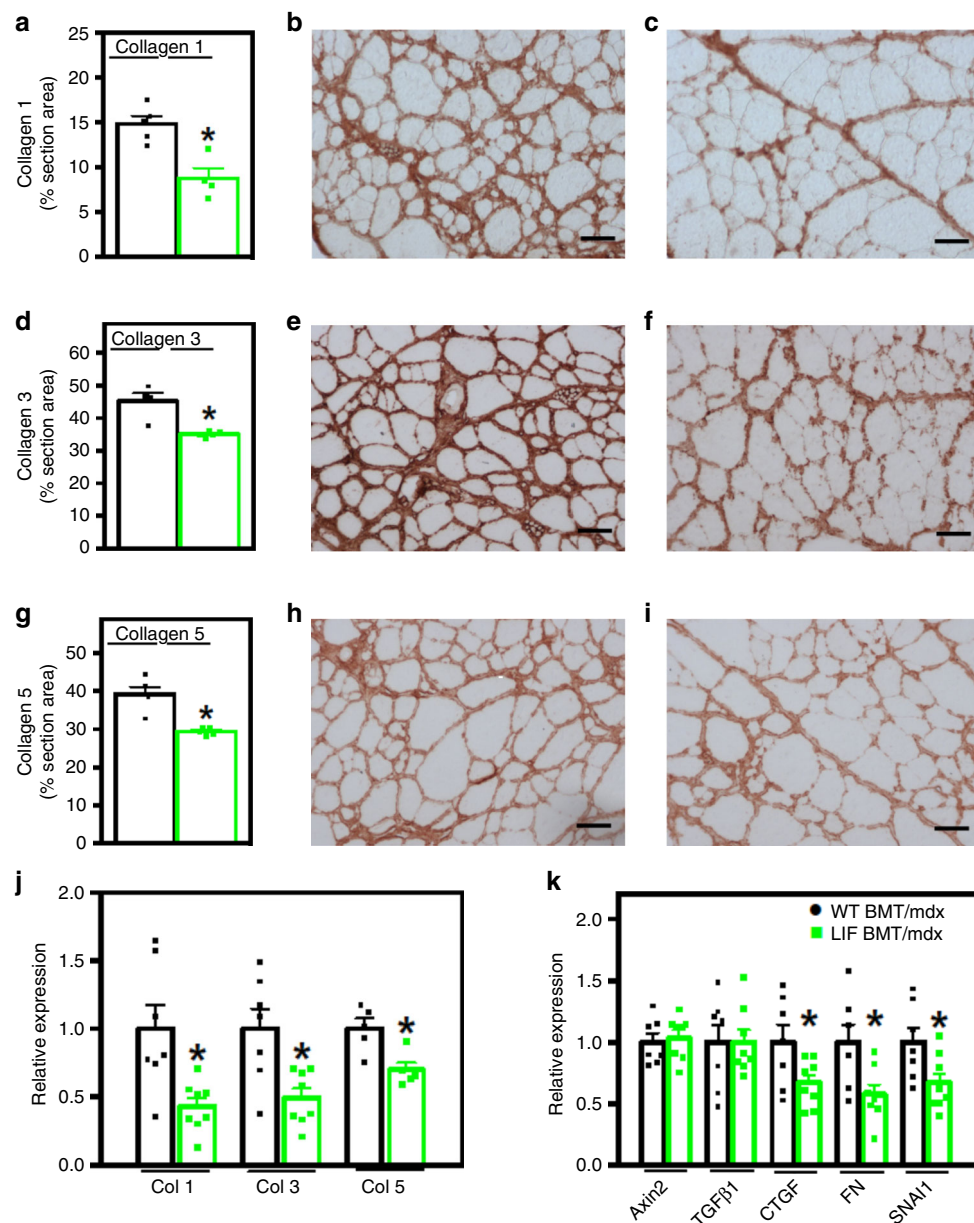 a
25
20
15
10
5
0
Collagen 1
(% section area)
Collagen 1
*
b
c
d
60
50
40
30
20
10
0
Collagen 3
(% section area)
Collagen 3
*
e
f
g
50
40
30
20
10
0
Collagen 5
(% section area)
Collagen 5
*
h
i
j
2.0
1.5
1.0
0.5
0.0
Relative expression
*
*
*
Col 1
Col 3
Col 5
k
2.0
1.5
1.0
0.5
0.0
Relative expression
WT BMT/mdx
LIF BMT/mdx
*
*
*
Axin2
TGFβ1
CTGF
FN
SNAI1